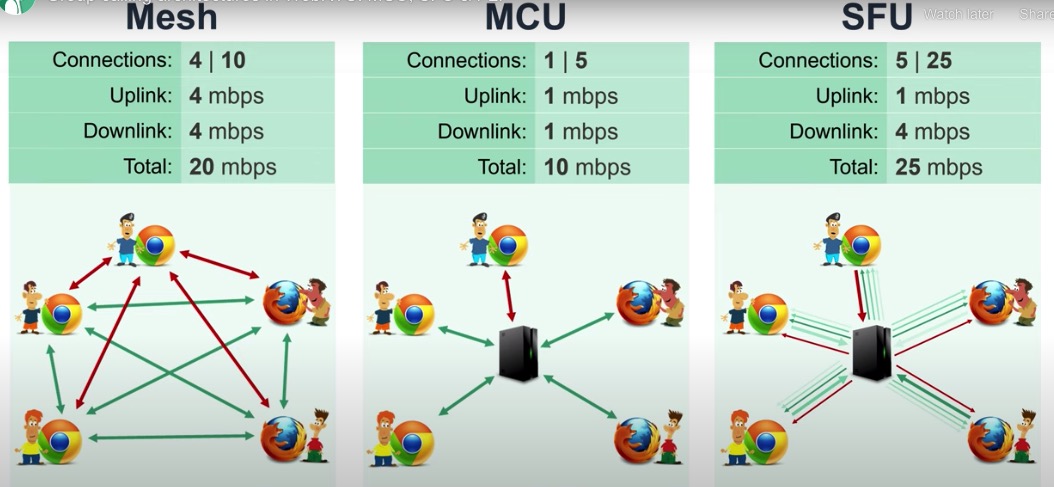 Mesh
Connections: 4 | 10
Uplink: 4 mbps
Downlink: 4 mbps
Total: 20 mbps
MCU
Connections: 1 | 5
Uplink: 1 mbps
Downlink: 1 mbps
Total: 10 mbps
SFU
Watch later
Share
Connections: 5 | 25
Uplink: 1 mbps
Downlink: 4 mbps
Total: 25 mbps